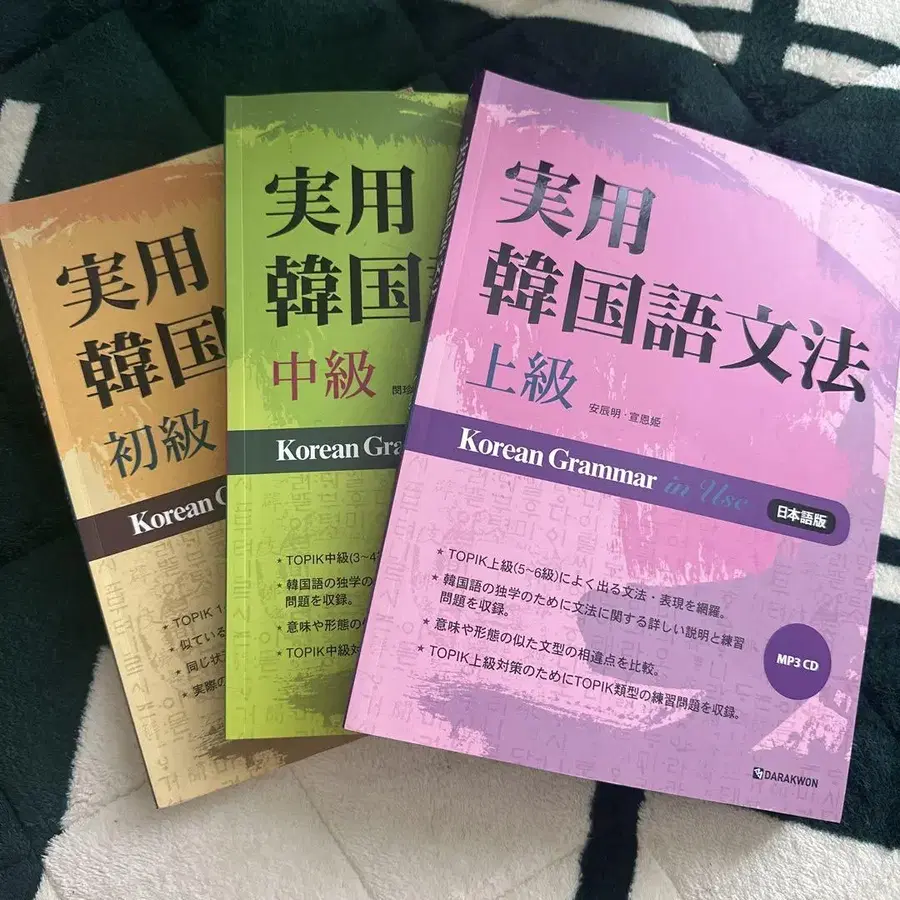 実用
韓国
初級
Korean
TOPIK 1
★ 似ている
★ 同じ状
★ 実際の
実用
韓国
中級
閔珍
Korean Gra
★ TOPIK中級(3~4
★ 韓国語の独学の
問題を収録。
★ 意味や形態の
★ TOPIK中級対
実用
韓国語文法
上級
安辰明・宣恩姫
Korean Grammar in Use
日本語版
★ TOPIK上級(5~6級)によく出る文法・表現を網羅。
★ 韓国語の独学のために文法に関する詳しい説明と練習
問題を収録。
★ 意味や形態の似た文型の相違点を比較。
★ TOPIK上級対策のためにTOPIK類型の練習問題を収録。
MP3 CD
DARAKWON